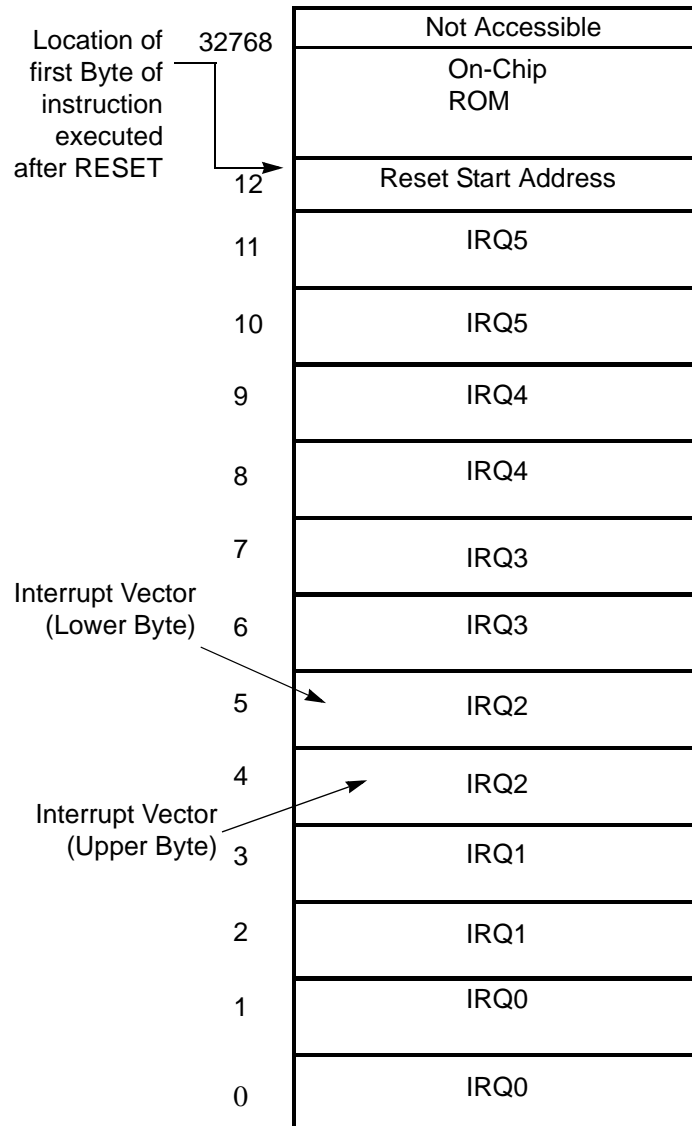 Location of
first Byte of
instruction
executed
after RESET
32768
Not Accessible
On-Chip
ROM
12
Reset Start Address
11
IRQ5
10
IRQ5
9
IRQ4
8
IRQ4
7
IRQ3
Interrupt Vector
(Lower Byte)
6
IRQ3
5
IRQ2
4
IRQ2
Interrupt Vector
(Upper Byte)
3
IRQ1
2
IRQ1
1
IRQ0
0
IRQ0